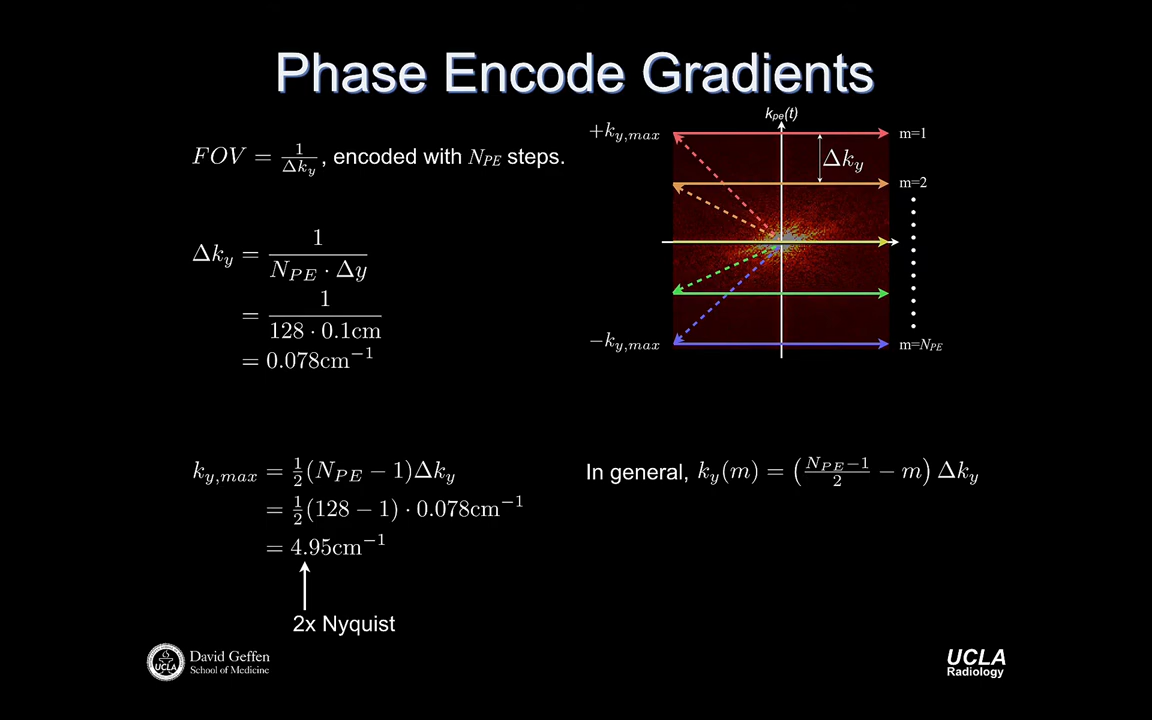 Phase Encode Gradients
FOV = 1/Δk_y, encoded with N_PE steps.
Δk_y = 1/(N_PE · Δy)
= 1/(128 · 0.1cm)
= 0.078cm⁻¹
k_pe(t)
+k_y,max
m=1
Δk_y
m=2
−k_y,max
m=N_PE
k_y,max = ½(N_PE − 1)Δk_y
= ½(128 − 1) · 0.078cm⁻¹
= 4.95cm⁻¹
2x Nyquist
In general, k_y(m) = ((N_PE−1)/2 − m) Δk_y
UCLA
David Geffen
School of Medicine
UCLA
Radiology